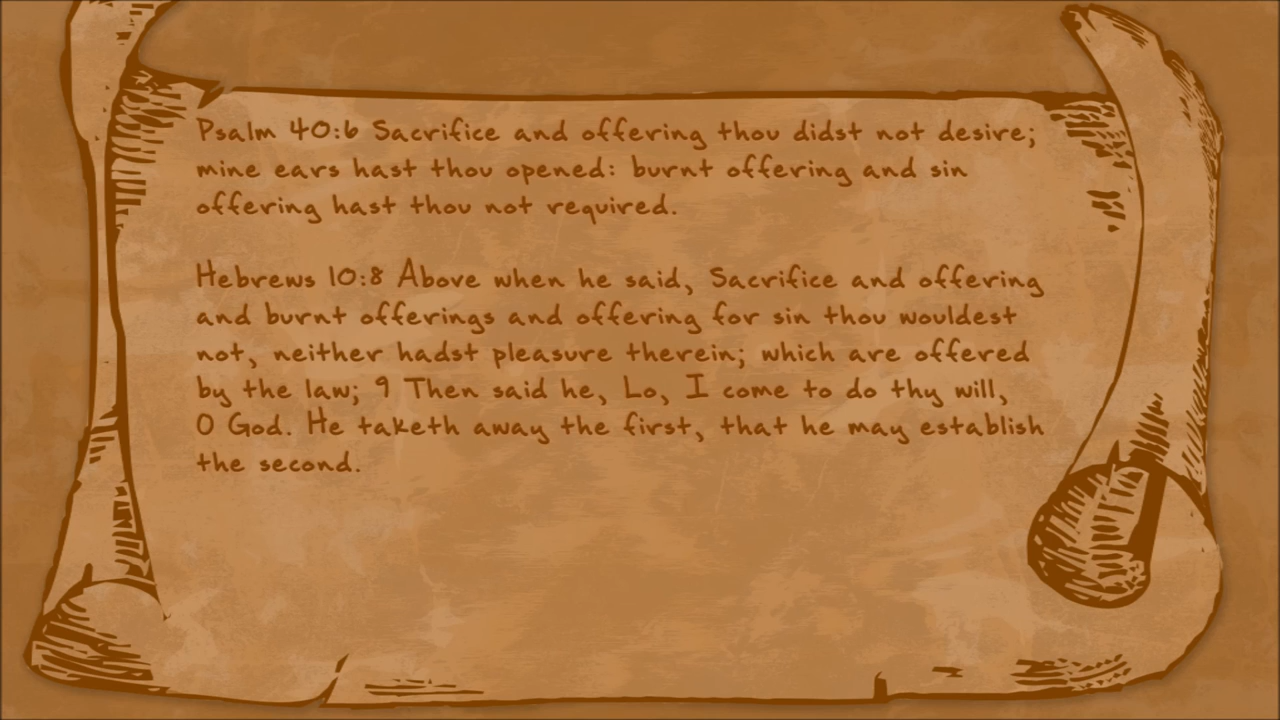 Psalm 40:6 Sacrifice and offering thou didst not desire;
mine ears hast thou opened: burnt offering and sin
offering hast thou not required.
Hebrews 10:8 Above when he said, Sacrifice and offering
and burnt offerings and offering for sin thou wouldest
not, neither hadst pleasure therein; which are offered
by the law; 9 Then said he, Lo, I come to do thy will,
O God. He taketh away the first, that he may establish
the second.